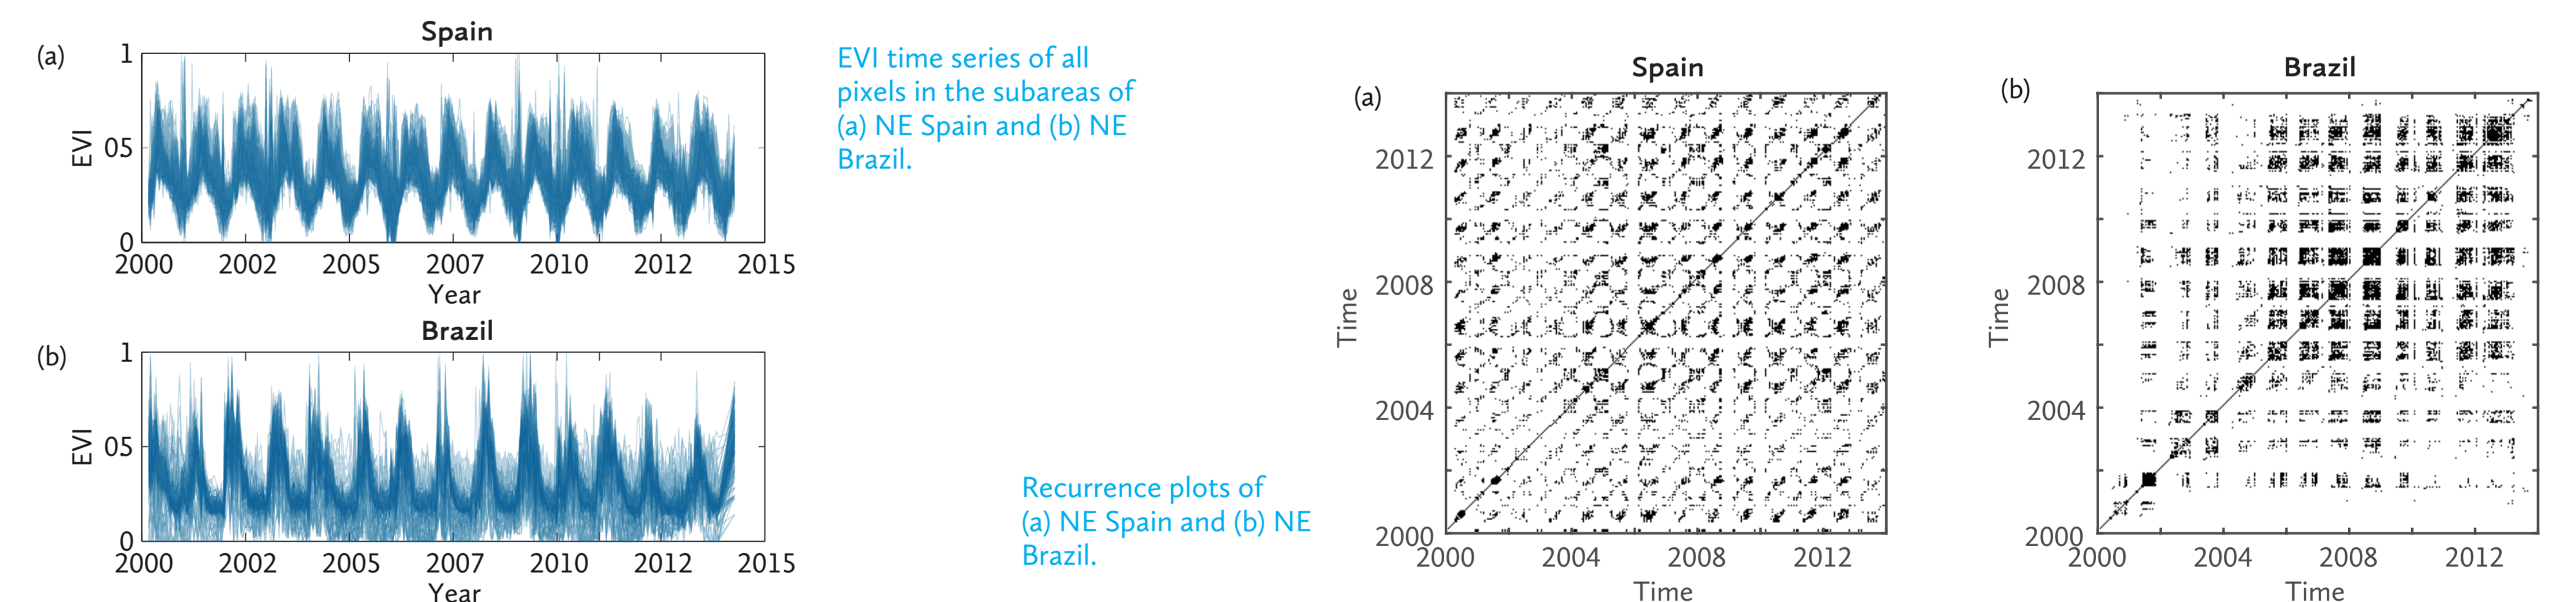 Spain
(a)
1
EVI
05
0
2000 2002 2005 2007 2010 2012 2015
Year
Brazil
(b)
1
EVI
05
0
2000 2002 2005 2007 2010 2012 2015
Year
EVI time series of all
pixels in the subareas of
(a) NE Spain and (b) NE
Brazil.
Recurrence plots of
(a) NE Spain and (b) NE
Brazil.
Spain
(a)
2012
2008
Time
2004
2000
2000 2004 2008 2012
Time
Brazil
(b)
2012
2008
Time
2004
2000
2000 2004 2008 2012
Time